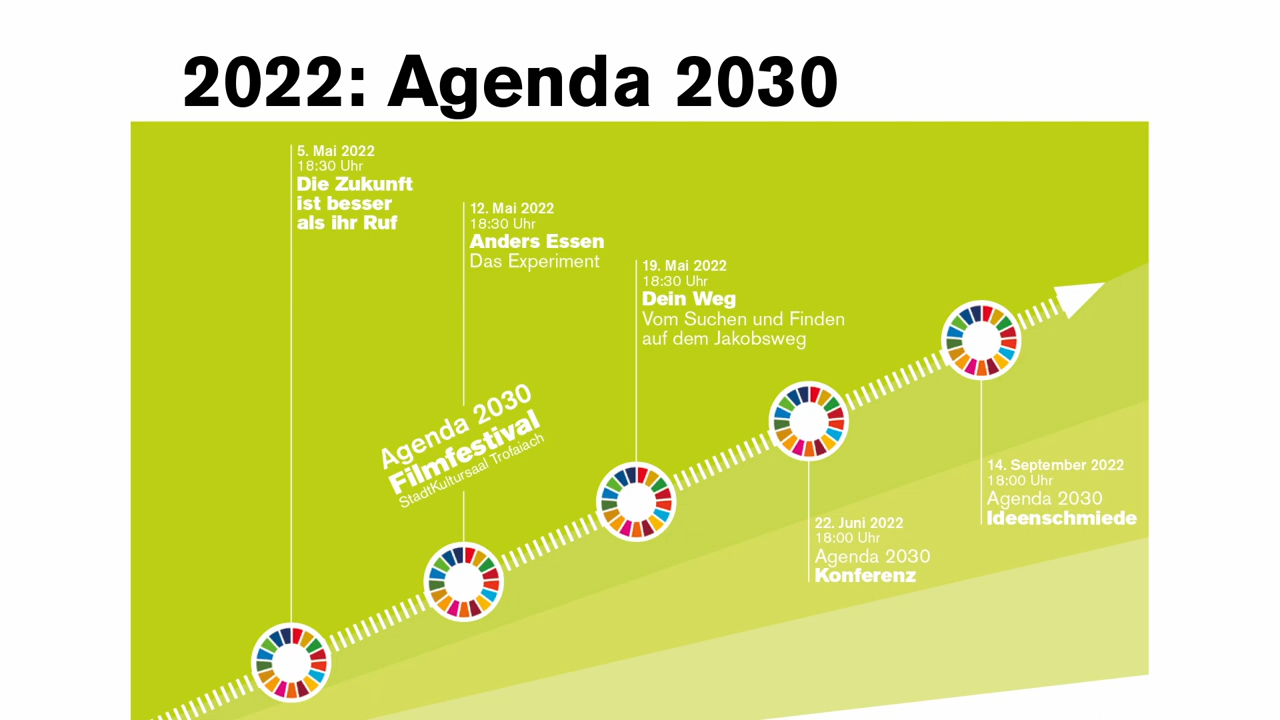 2022: Agenda 2030
5. Mai 2022
18:30 Uhr
Die Zukunft
ist besser
als ihr Ruf
12. Mai 2022
18:30 Uhr
Anders Essen
Das Experiment
19. Mai 2022
18:30 Uhr
Dein Weg
Vom Suchen und Finden
auf dem Jakobsweg
Agenda 2030
Filmfestival
StadtKultursaal Trofaiach
22. Juni 2022
18:00 Uhr
Agenda 2030
Konferenz
14. September 2022
18:00 Uhr
Agenda 2030
Ideenschmiede